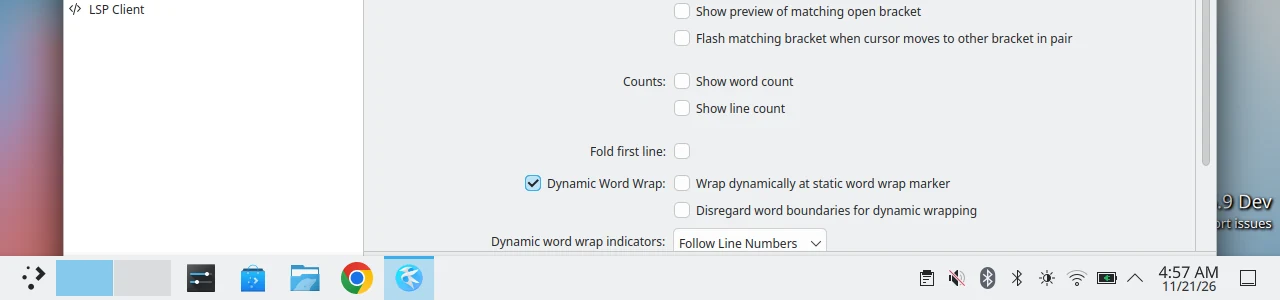 LSP Client
Show preview of matching open bracket
Flash matching bracket when cursor moves to other bracket in pair
Counts: Show word count
Show line count
Fold first line:
Dynamic Word Wrap: Wrap dynamically at static word wrap marker
Disregard word boundaries for dynamic wrapping
.9 Dev
ort issues
Dynamic word wrap indicators: Follow Line Numbers
4:57 AM
11/21/26